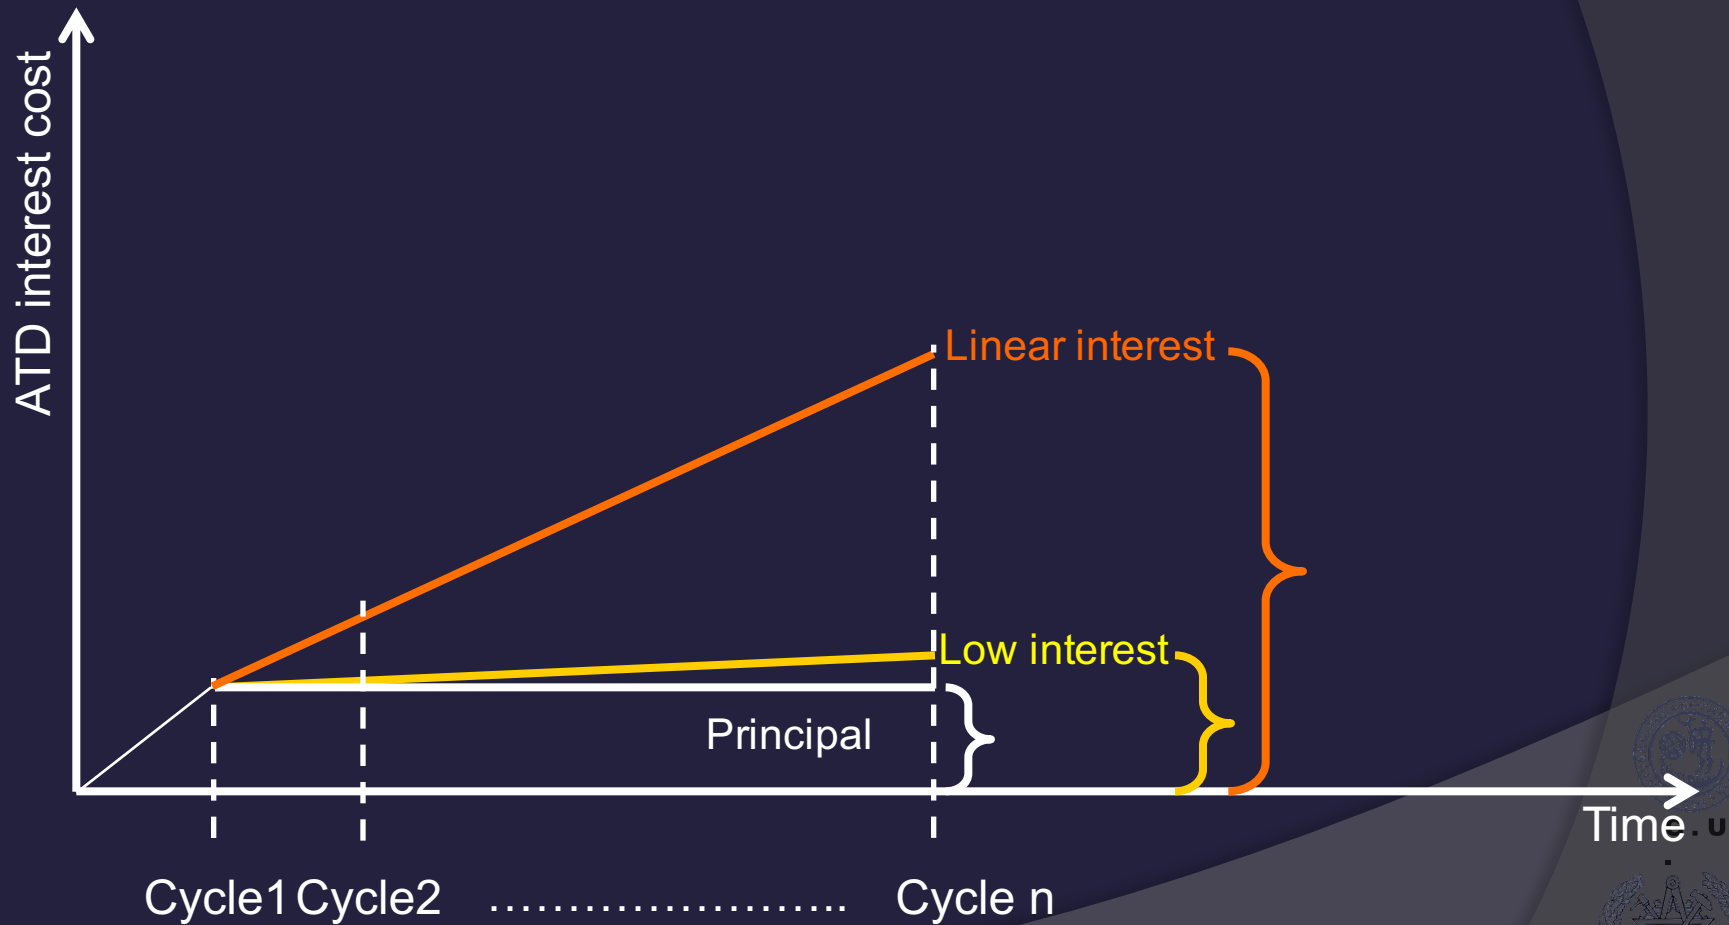 ATD interest cost
Linear interest
Low interest
Principal
Time
Cycle1 Cycle2 …………………….. Cycle n